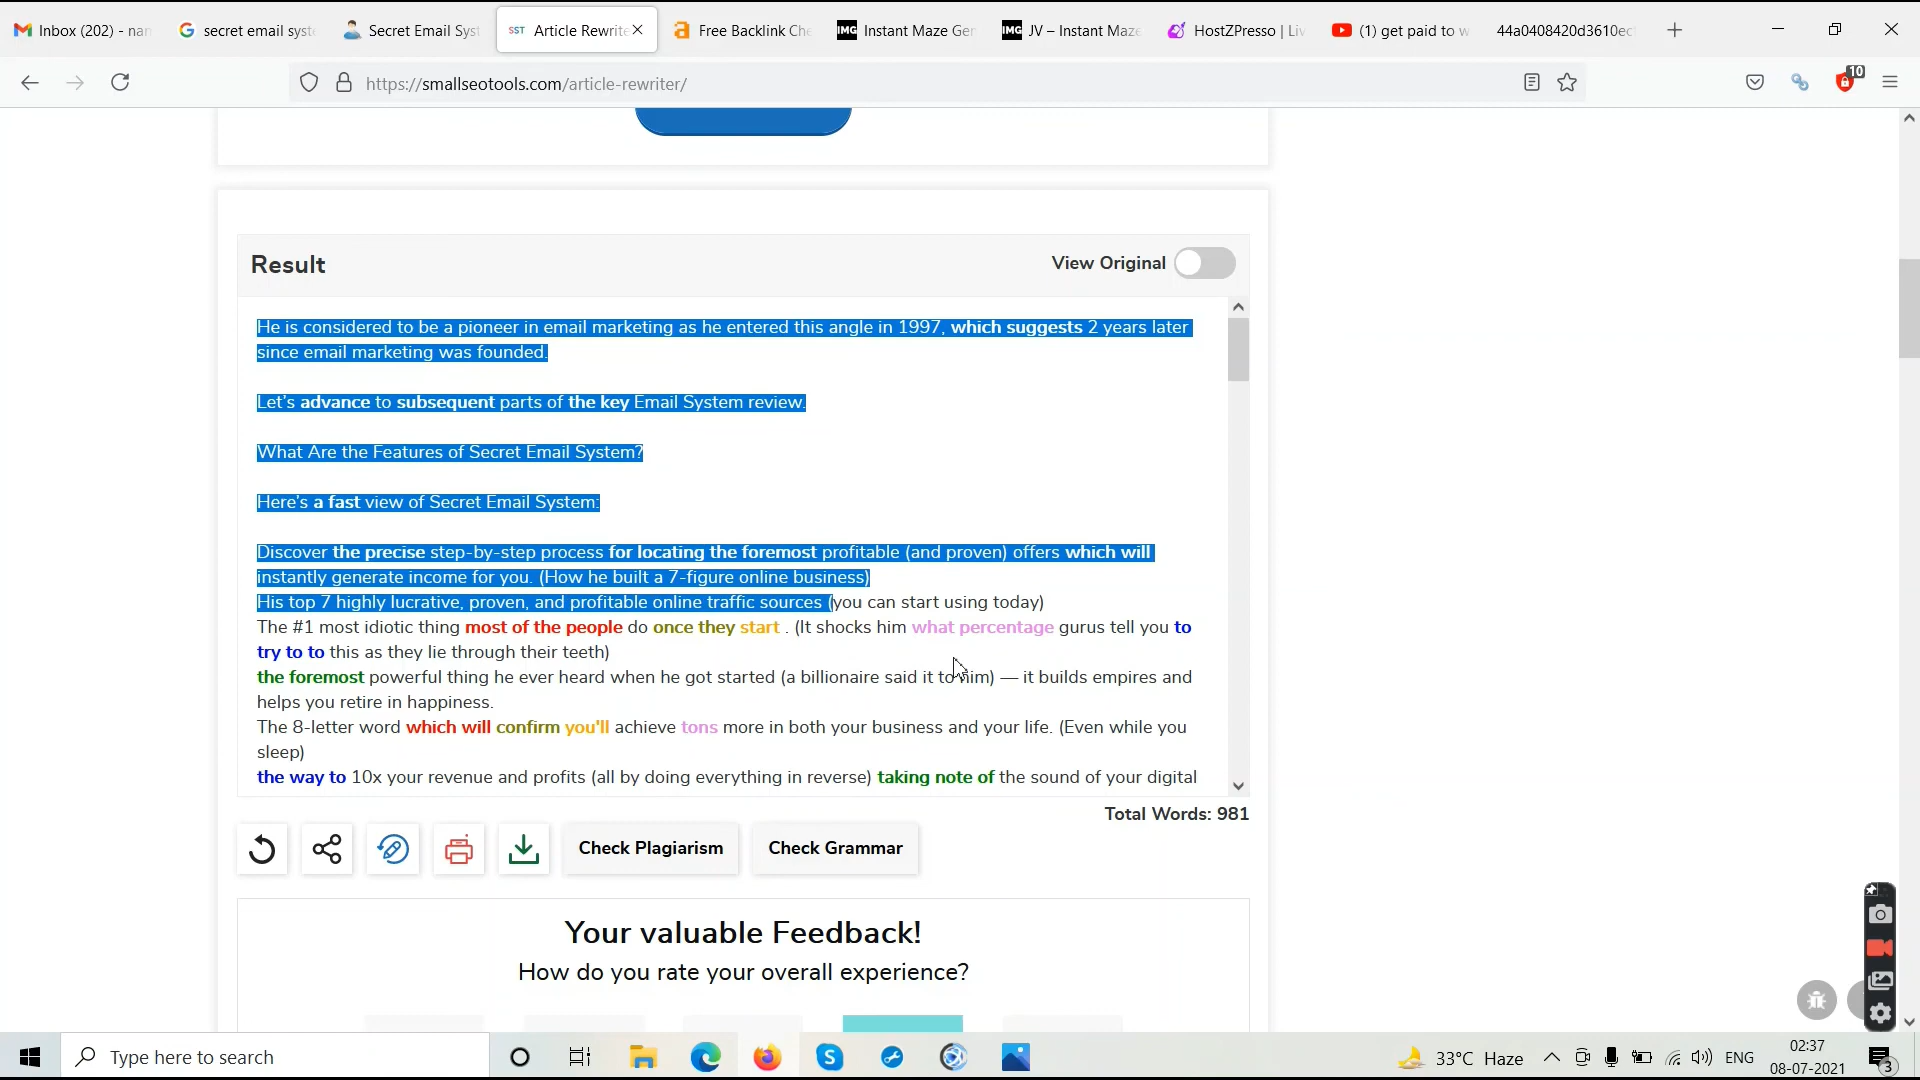 Inbox (202) - nan
secret email syst
Secret Email Syst
SST Article Rewrite
Free Backlink Che
IMG Instant Maze Ger
IMG JV – Instant Maze
HostZPresso | Liv
(1) get paid to w
44a0408420d3610ec
https://smallseotools.com/article-rewriter/
10
Result
View Original
He is considered to be a pioneer in email marketing as he entered this angle in 1997, which suggests 2 years later
since email marketing was founded.
Let's advance to subsequent parts of the key Email System review.
What Are the Features of Secret Email System?
Here's a fast view of Secret Email System:
Discover the precise step-by-step process for locating the foremost profitable (and proven) offers which will
instantly generate income for you. (How he built a 7-figure online business)
His top 7 highly lucrative, proven, and profitable online traffic sources (you can start using today)
The #1 most idiotic thing most of the people do once they start . (It shocks him what percentage gurus tell you to
try to to this as they lie through their teeth)
the foremost powerful thing he ever heard when he got started (a billionaire said it to him) — it builds empires and
helps you retire in happiness.
The 8-letter word which will confirm you'll achieve tons more in both your business and your life. (Even while you
sleep)
the way to 10x your revenue and profits (all by doing everything in reverse) taking note of the sound of your digital
Total Words: 981
Check Plagiarism
Check Grammar
Your valuable Feedback!
How do you rate your overall experience?
Type here to search
33°C Haze
ENG
02:37
08-07-2021
3